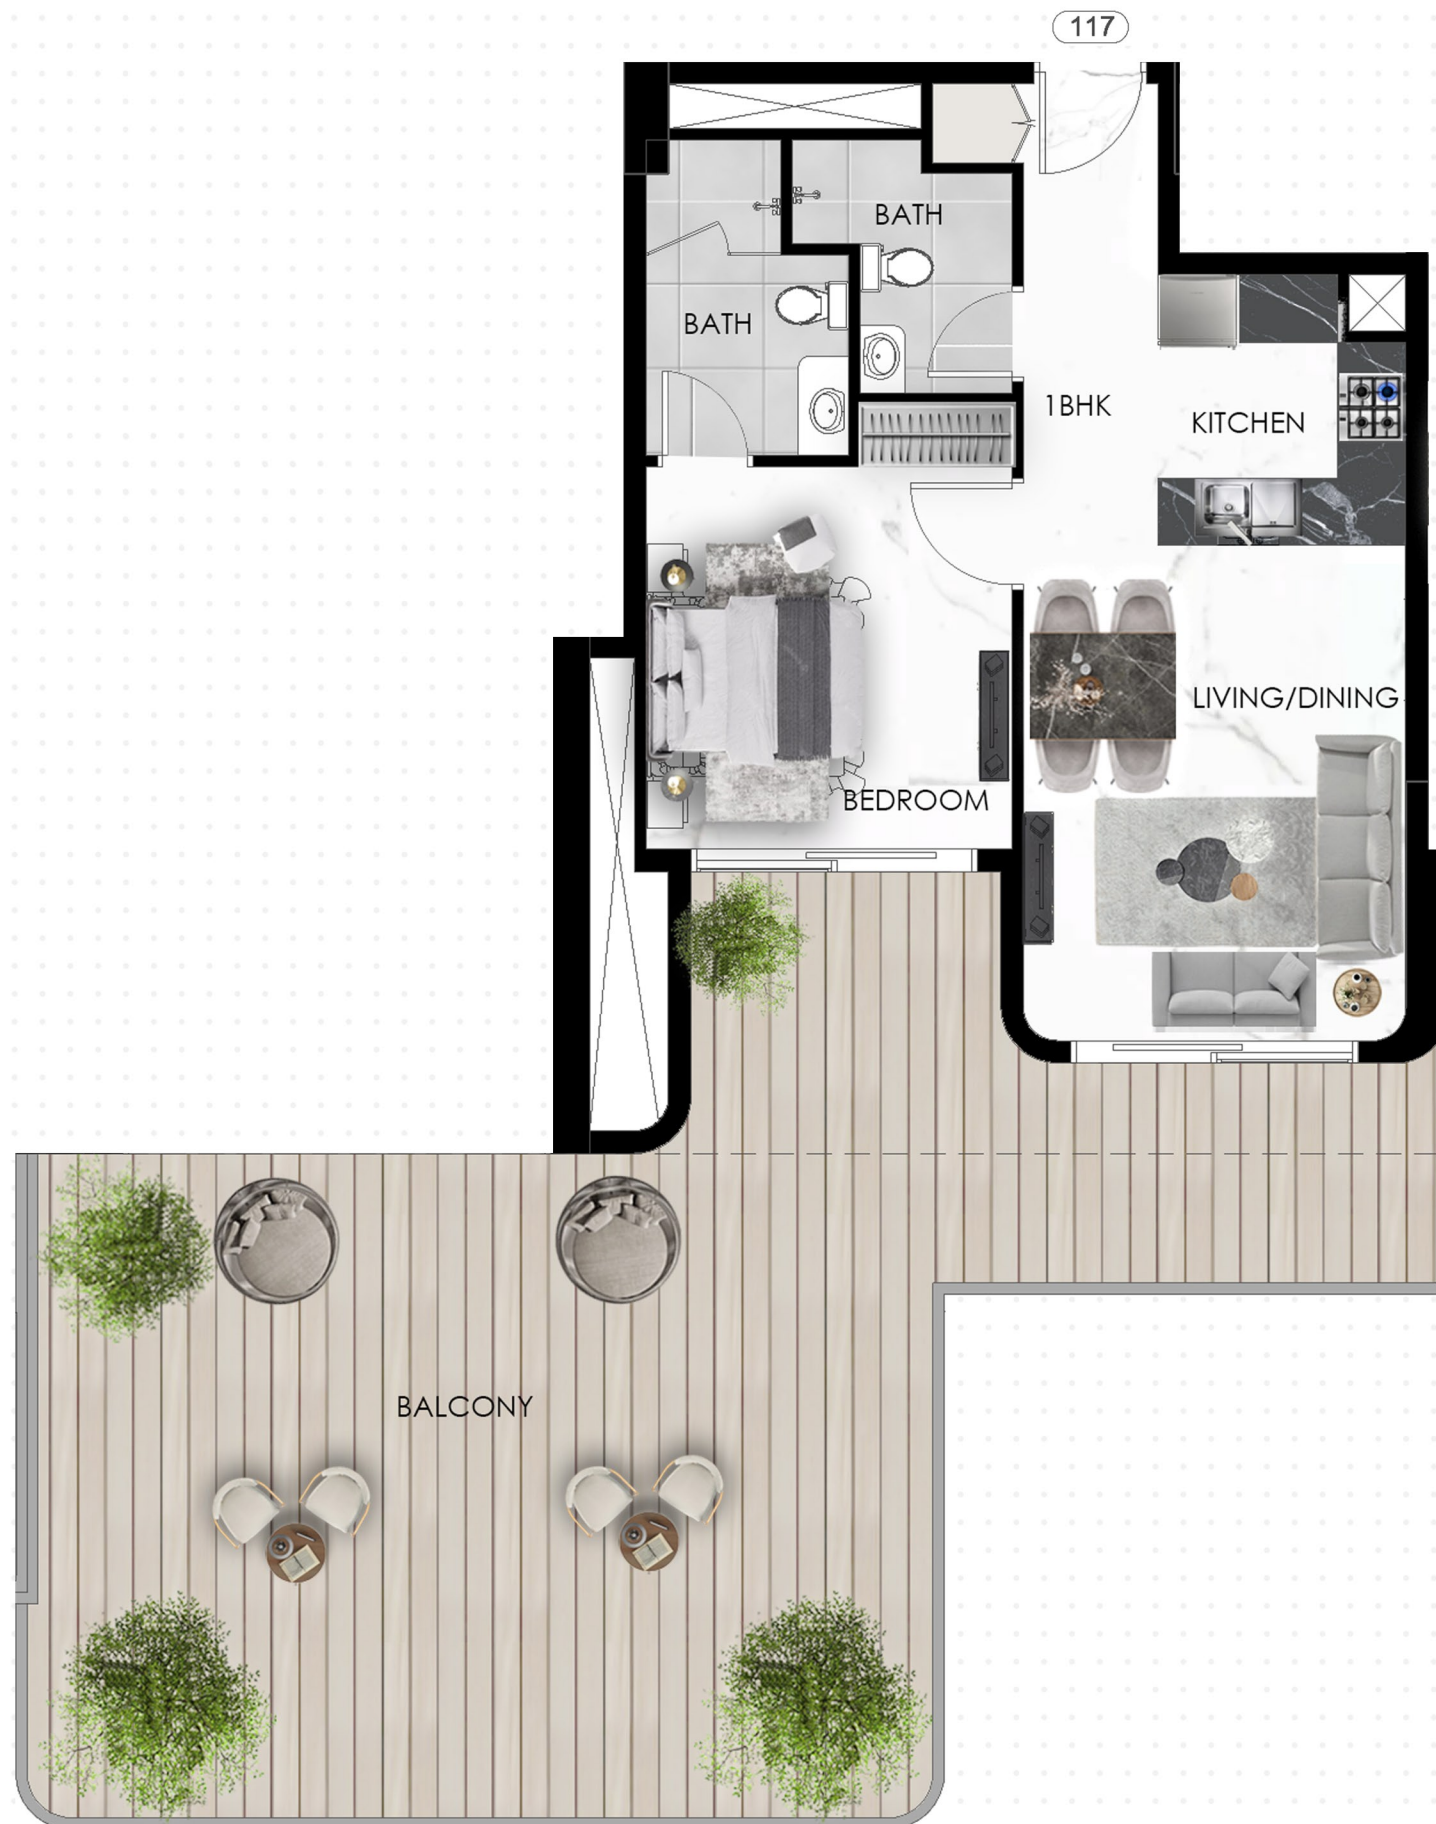 117
BATH
BATH
1BHK
KITCHEN
LIVING/DINING
BEDROOM
BALCONY